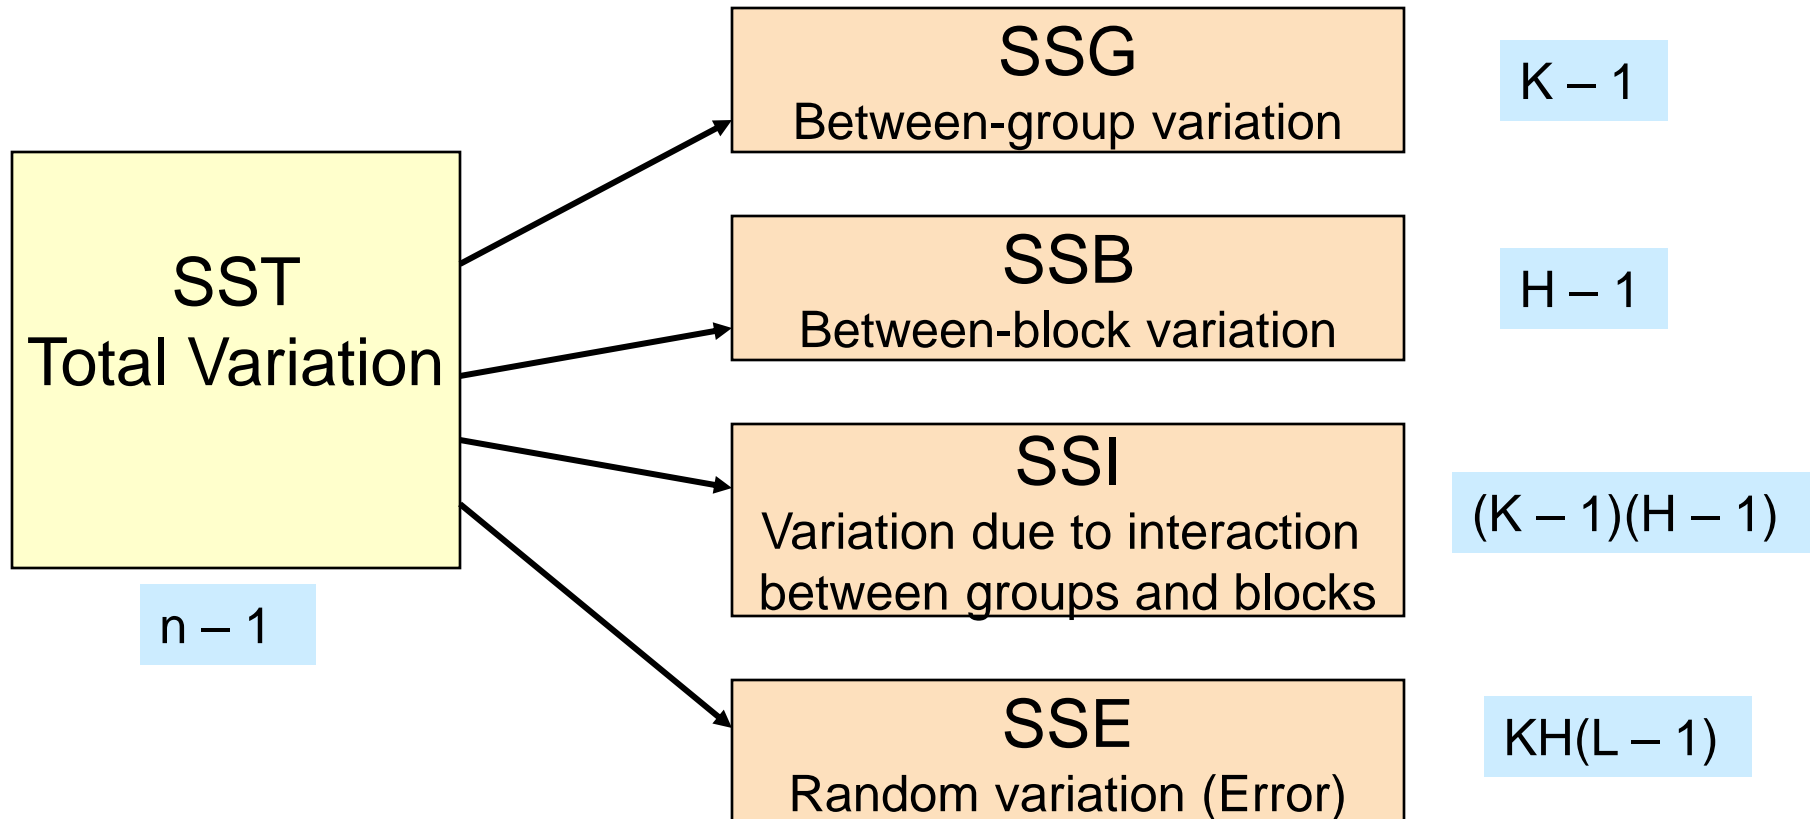 SST
Total Variation
n – 1
SSG
Between-group variation
K – 1
SSB
Between-block variation
H – 1
SSI
Variation due to interaction
between groups and blocks
(K – 1)(H – 1)
SSE
Random variation (Error)
KH(L – 1)